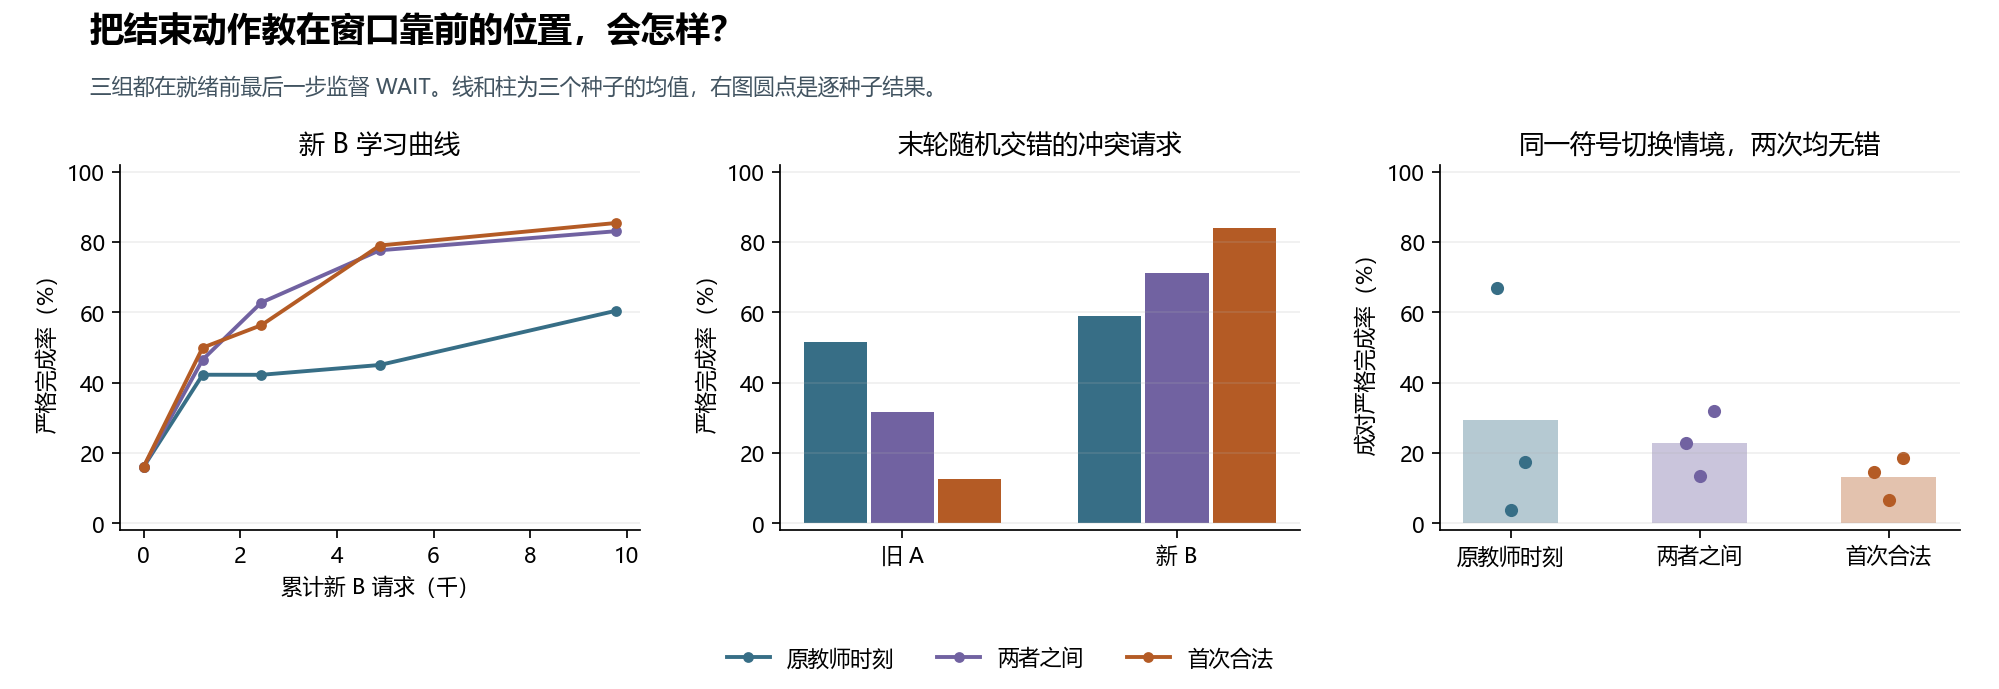 把结束动作教在窗口靠前的位置，会怎样？
三组都在就绪前最后一步监督 WAIT。线和柱为三个种子的均值，右图圆点是逐种子结果。
新 B 学习曲线
严格完成率（%）
100
80
60
40
20
0
0 2 4 6 8 10
累计新 B 请求（千）
末轮随机交错的冲突请求
严格完成率（%）
100
80
60
40
20
0
旧 A 新 B
同一符号切换情境，两次均无错
成对严格完成率（%）
100
80
60
40
20
0
原教师时刻 两者之间 首次合法
原教师时刻 两者之间 首次合法